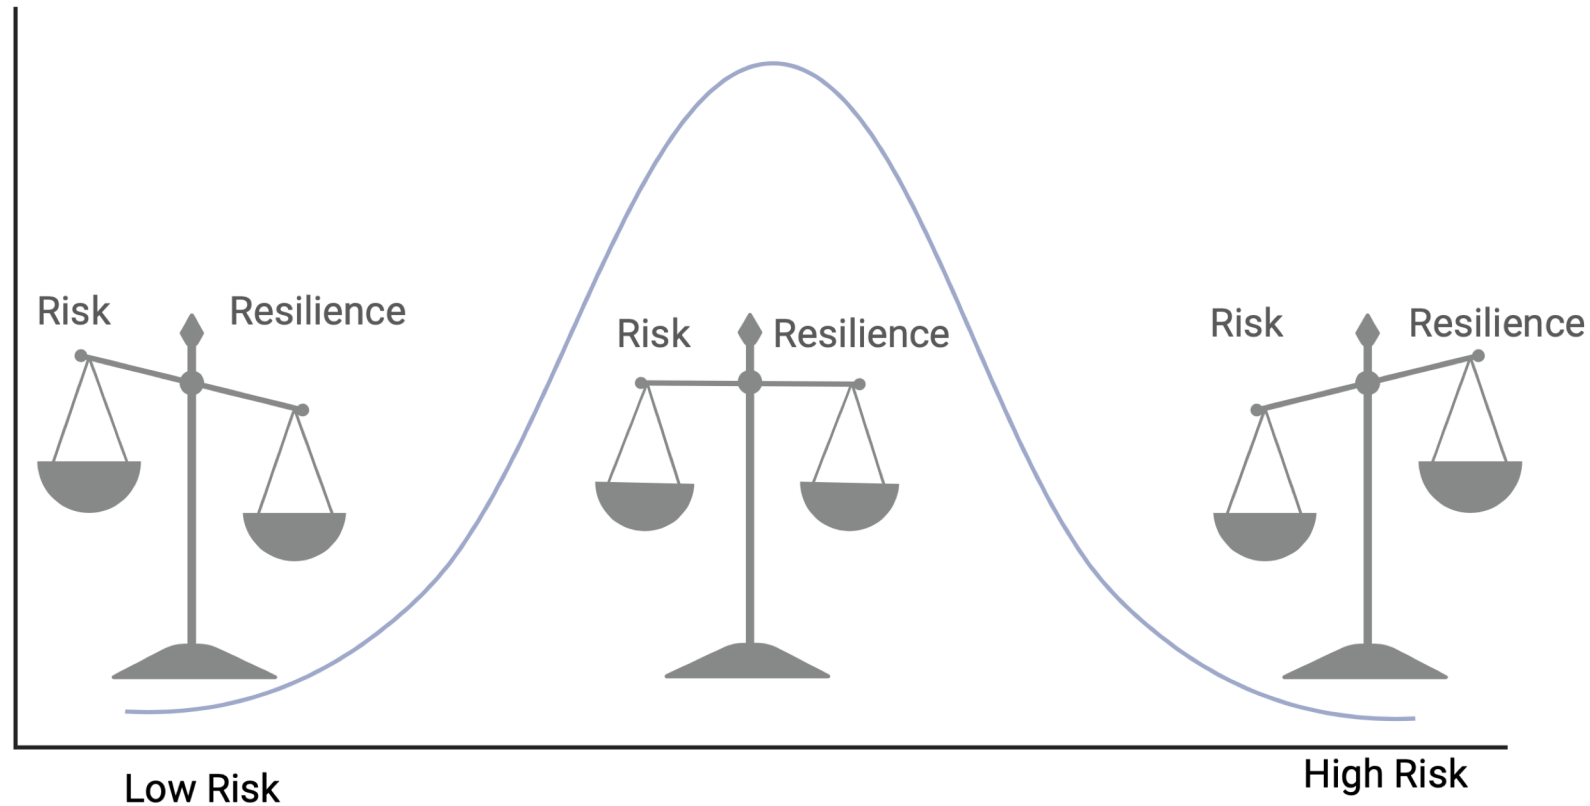 Risk
Resilience
Risk
Resilience
Risk
Resilience
Low Risk
High Risk